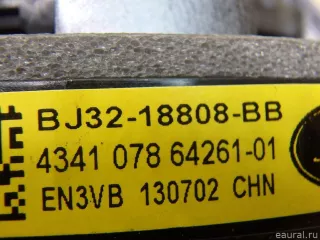 BJ32-18808-BB
4341 078 64261-01
EN3VB 130702 CHN
eaural.ru